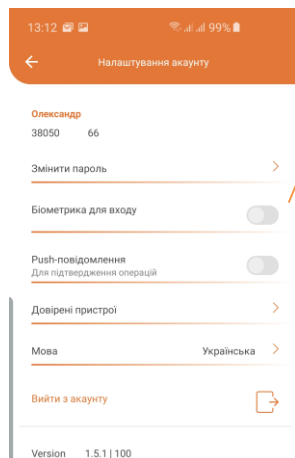 13:12 99%
Налаштування акаунту
Олександр
38050 66
Змінити пароль
Біометрика для входу
Push-повідомлення
Для підтвердження операцій
Довірені пристрої
Мова Українська
Вийти з акаунту
Version 1.5.1 | 100